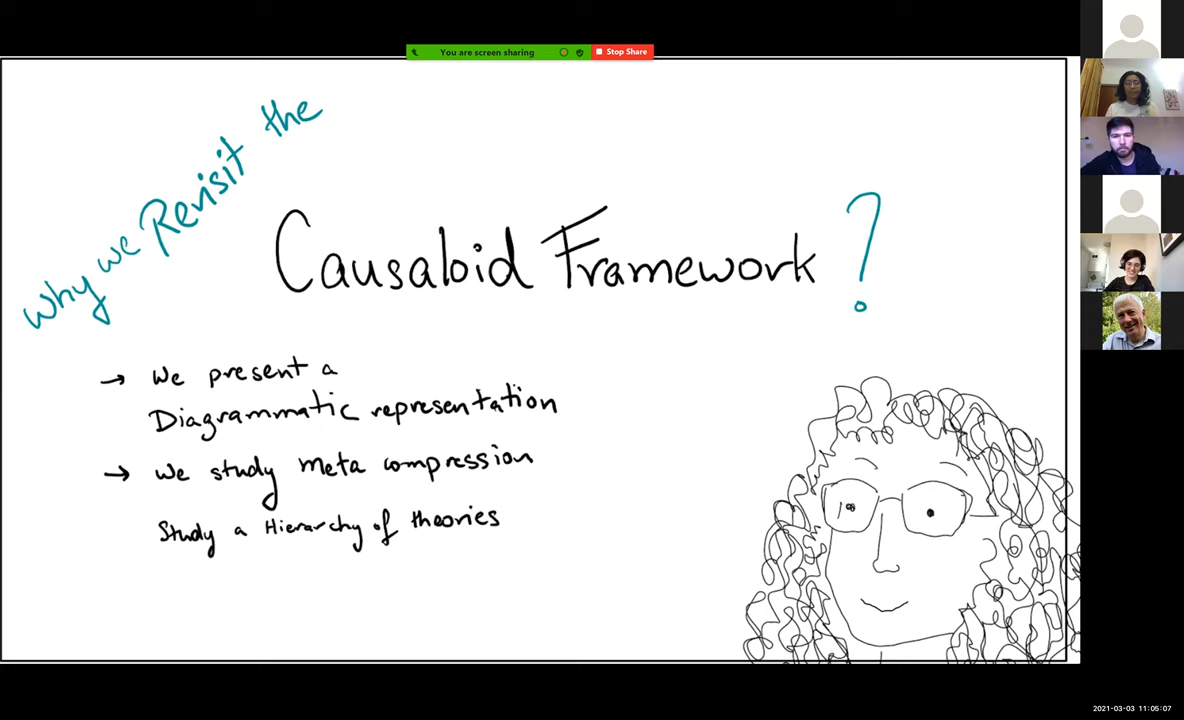 You are screen sharing
Stop Share
Why we Revisit the
Causaloid Framework ?
→ We present a
Diagrammatic representation
→ We study meta compression
Study a Hierarchy of theories
2021-03-03 11:05:07